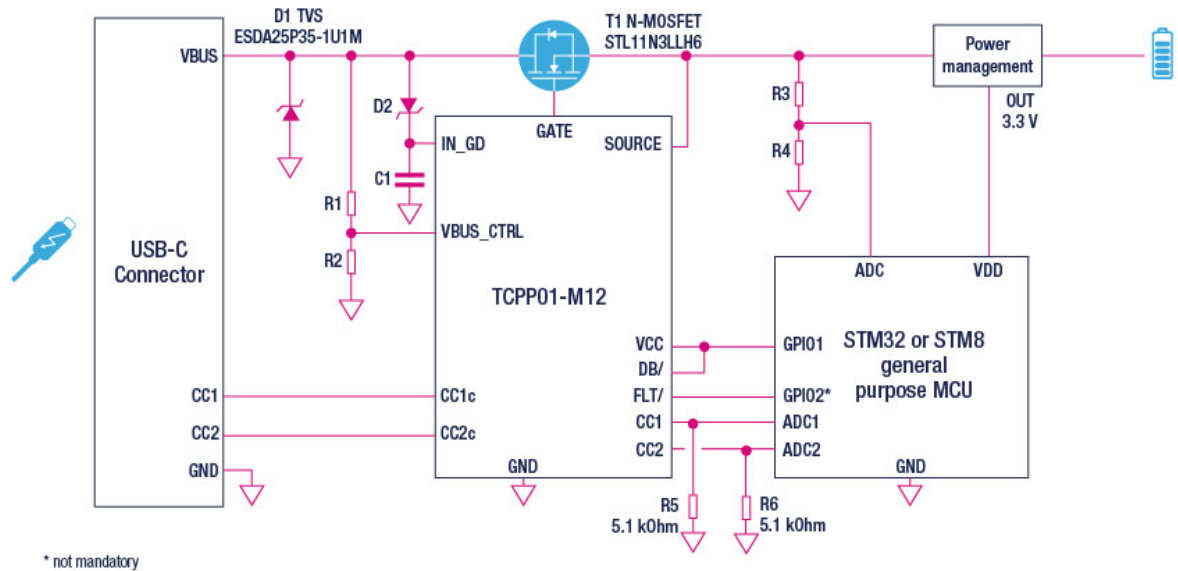 D1 TVS
ESDA25P35-1U1M
T1 N-MOSFET
STL11N3LLH6
VBUS
Power
management
D2
GATE
R3
OUT
3.3 V
IN_GD
SOURCE
C1
R4
R1
VBUS_CTRL
USB-C
Connector
R2
ADC
VDD
TCPP01-M12
VCC
GPIO1
STM32 or STM8
general
purpose MCU
DB/
CC1
CC1c
FLT/
GPIO2*
CC1
ADC1
CC2
CC2c
CC2
ADC2
GND
GND
GND
R5
5.1 kOhm
R6
5.1 kOhm
* not mandatory